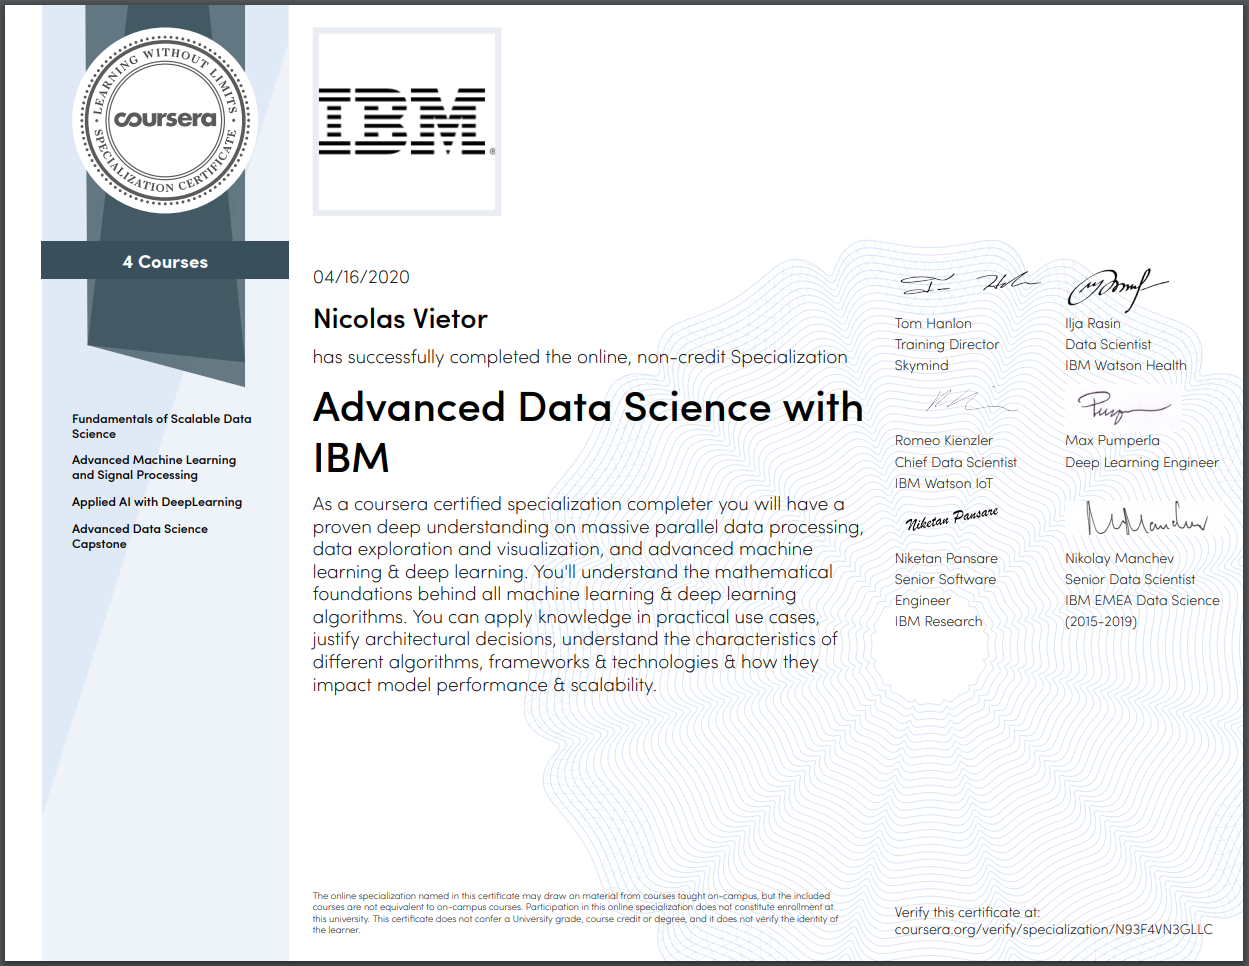 LEARNING WITHOUT LIMITS
coursera
SPECIALIZATION CERTIFICATE
IBM®
4 Courses
Fundamentals of Scalable Data
Science
Advanced Machine Learning
and Signal Processing
Applied AI with DeepLearning
Advanced Data Science
Capstone
04/16/2020
Nicolas Vietor
has successfully completed the online, non-credit Specialization
Advanced Data Science with
IBM
As a coursera certified specialization completer you will have a
proven deep understanding on massive parallel data processing,
data exploration and visualization, and advanced machine
learning & deep learning. You'll understand the mathematical
foundations behind all machine learning & deep learning
algorithms. You can apply knowledge in practical use cases,
justify architectural decisions, understand the characteristics of
different algorithms, frameworks & technologies & how they
impact model performance & scalability.
Tom Hanlon
Training Director
Skymind
Ilja Rasin
Data Scientist
IBM Watson Health
Romeo Kienzler
Chief Data Scientist
IBM Watson IoT
Max Pumperla
Deep Learning Engineer
Niketan Pansare
Niketan Pansare
Senior Software
Engineer
IBM Research
Nikolay Manchev
Senior Data Scientist
IBM EMEA Data Science
(2015-2019)
The online specialization named in this certificate may draw on material from courses taught on-campus, but the included
courses are not equivalent to on-campus courses. Participation in this online specialization does not constitute enrollment at
this university. This certificate does not confer a University grade, course credit or degree, and it does not verify the identity of
the learner.
Verify this certificate at:
coursera.org/verify/specialization/N93F4VN3GLLC